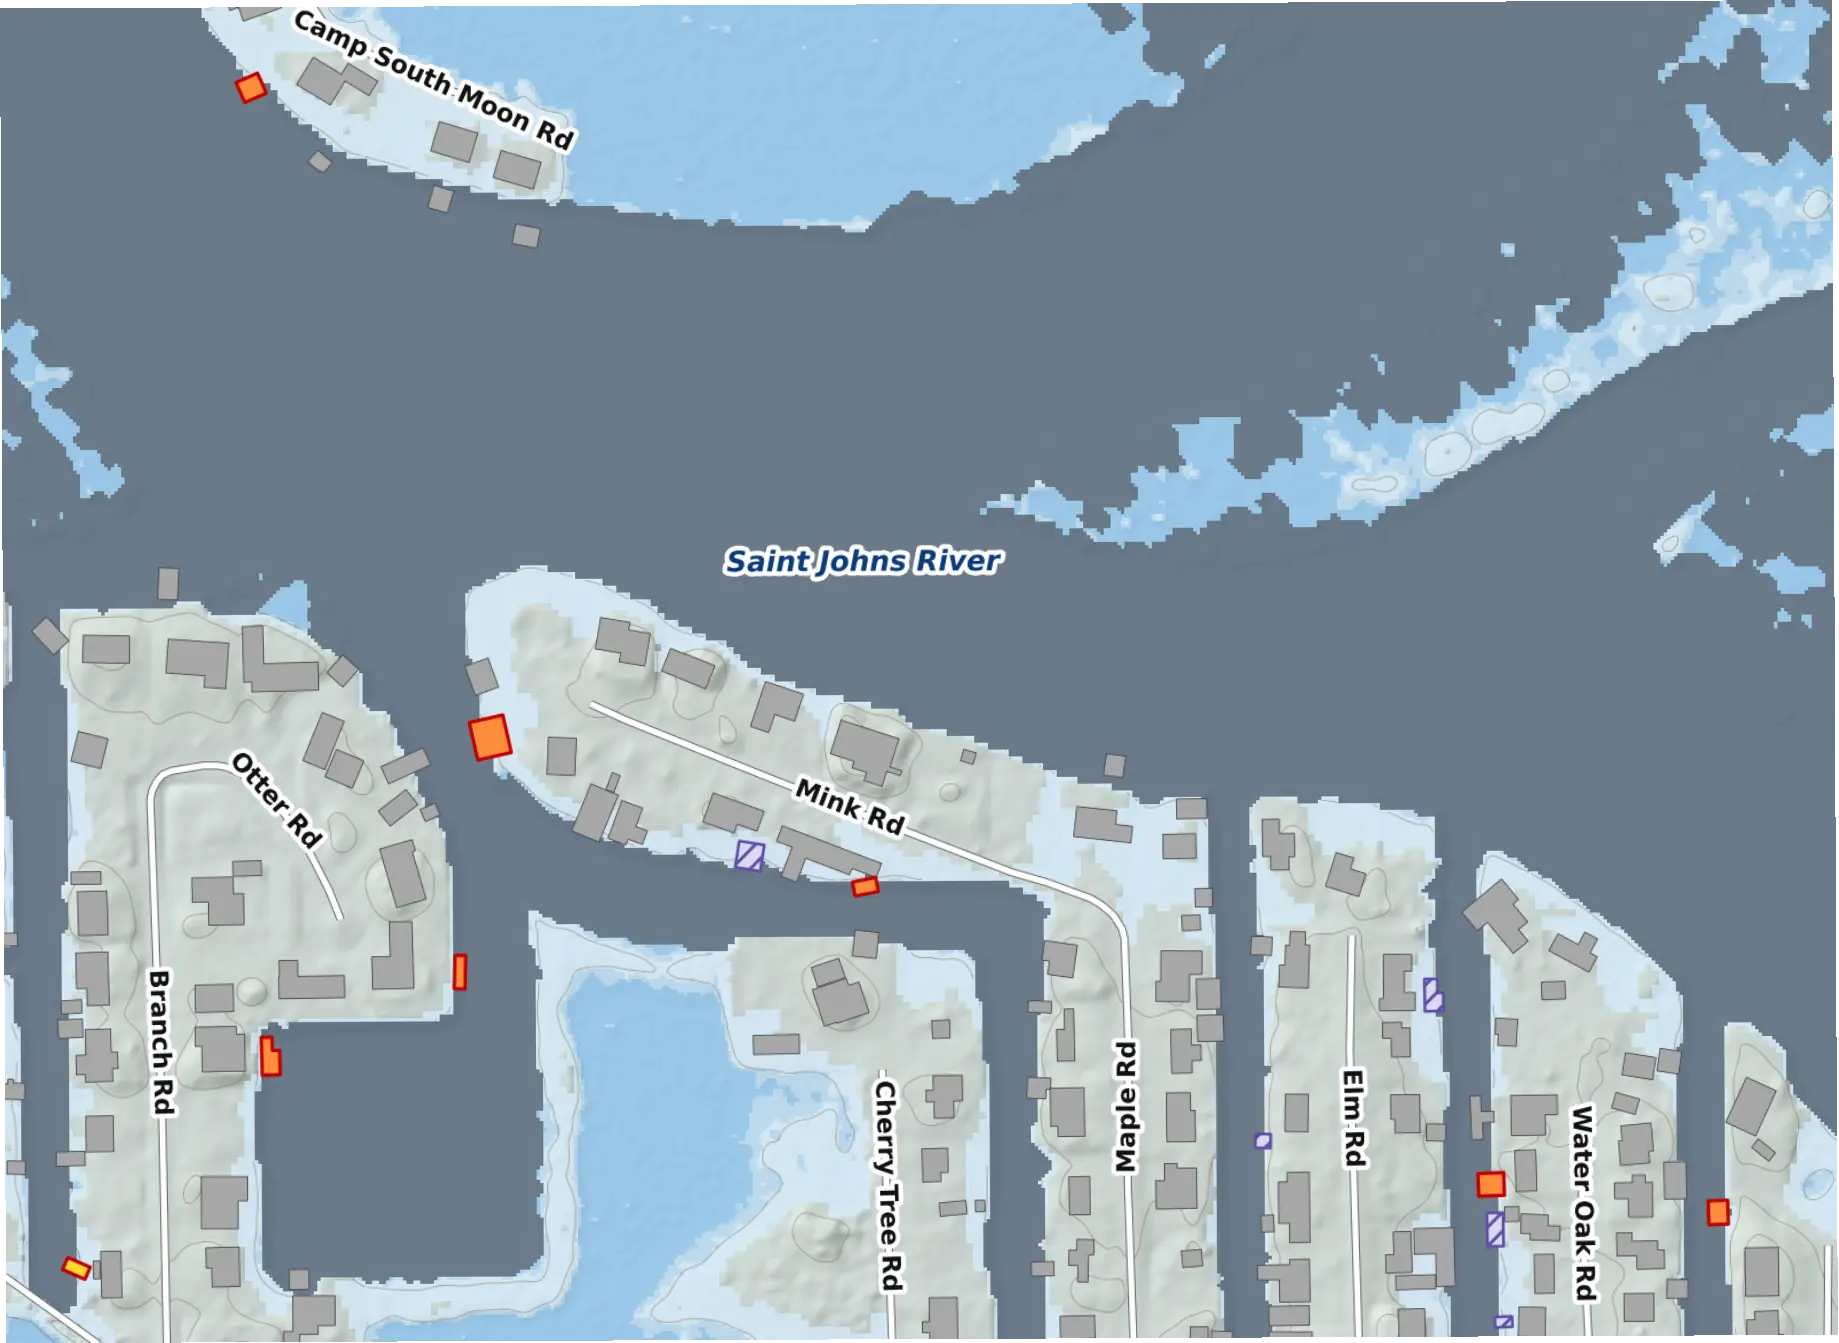 Camp South Moon Rd
Saint Johns River
Otter Rd
Mink Rd
Branch Rd
Maple Rd
Elm Rd
Cherry Tree Rd
Water Oak Rd